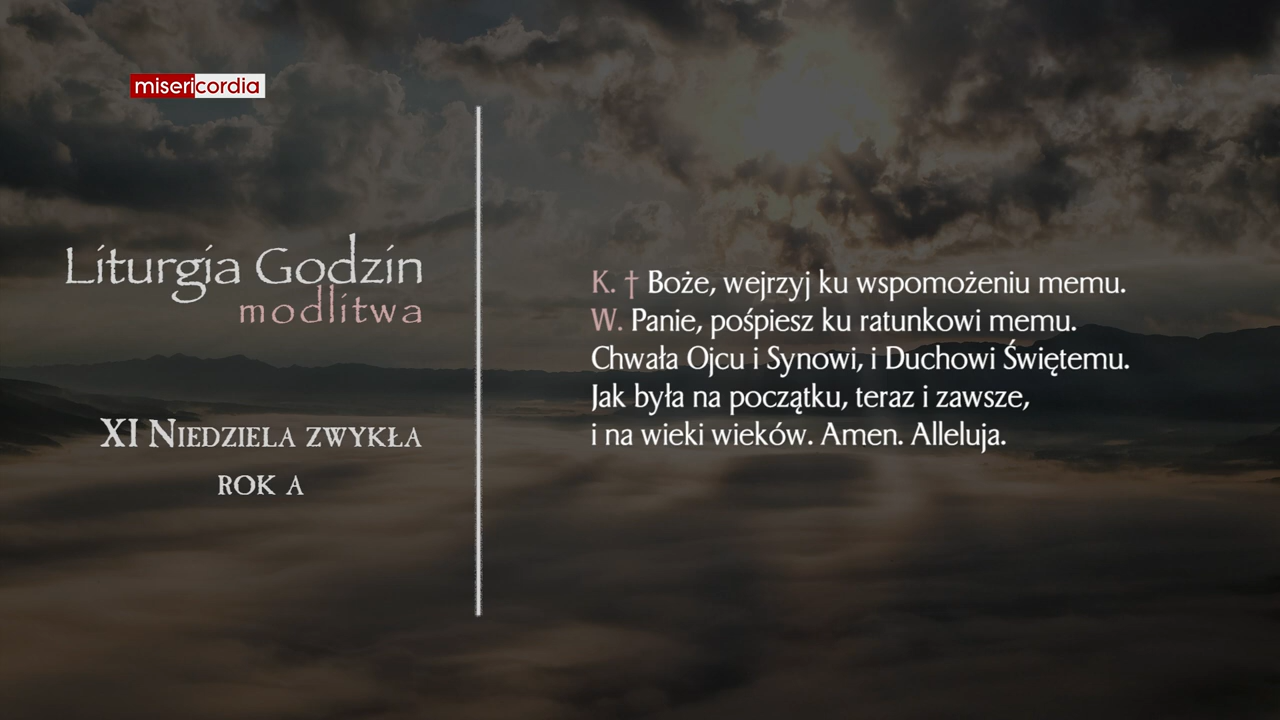 misericordia
Liturgia Godzin
modlitwa
XI Niedziela zwykła
rok A
K. † Boże, wejrzyj ku wspomożeniu memu.
W. Panie, pośpiesz ku ratunkowi memu.
Chwała Ojcu i Synowi, i Duchowi Świętemu.
Jak była na początku, teraz i zawsze,
i na wieki wieków. Amen. Alleluja.